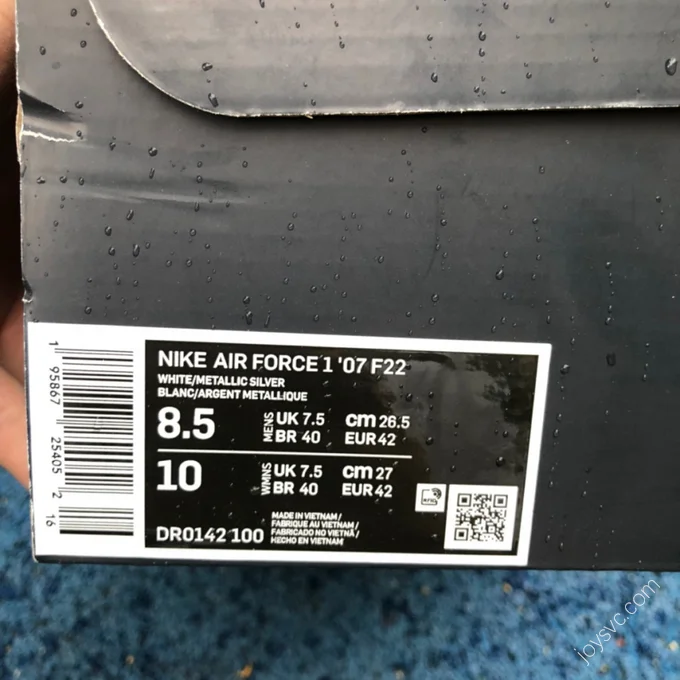 NIKE AIR FORCE 1 '07 F22
WHITE/METALLIC SILVER
BLANC/ARGENT METALLIQUE
8.5 MENS UK 7.5 cm 26.5
BR 40 EUR 42
10 WMNS UK 7.5 cm 27
BR 40 EUR 42
DR0142 100
MADE IN VIETNAM /
FABRIQUE AU VIETNAM /
FABRICADO NO VIETNÃ /
HECHO EN VIETNAM
1 95867 25405 2 16
joysvc.com